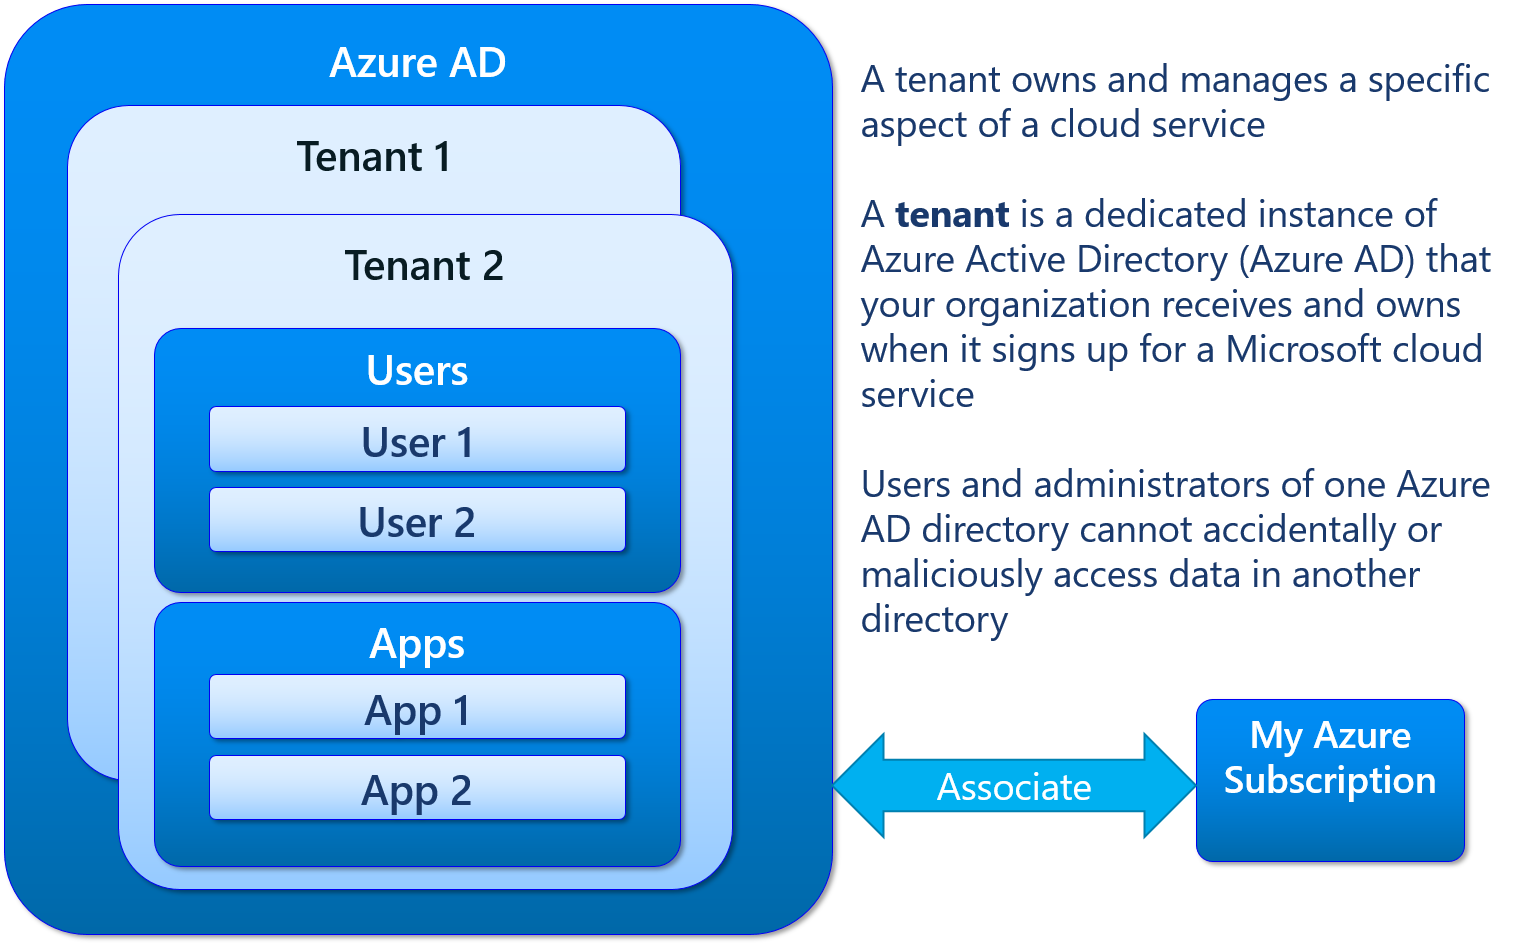 Azure AD
Tenant 1
Tenant 2
Users
User 1
User 2
Apps
App 1
App 2
A tenant owns and manages a specific
aspect of a cloud service
A tenant is a dedicated instance of
Azure Active Directory (Azure AD) that
your organization receives and owns
when it signs up for a Microsoft cloud
service
Users and administrators of one Azure
AD directory cannot accidentally or
maliciously access data in another
directory
Associate
My Azure
Subscription